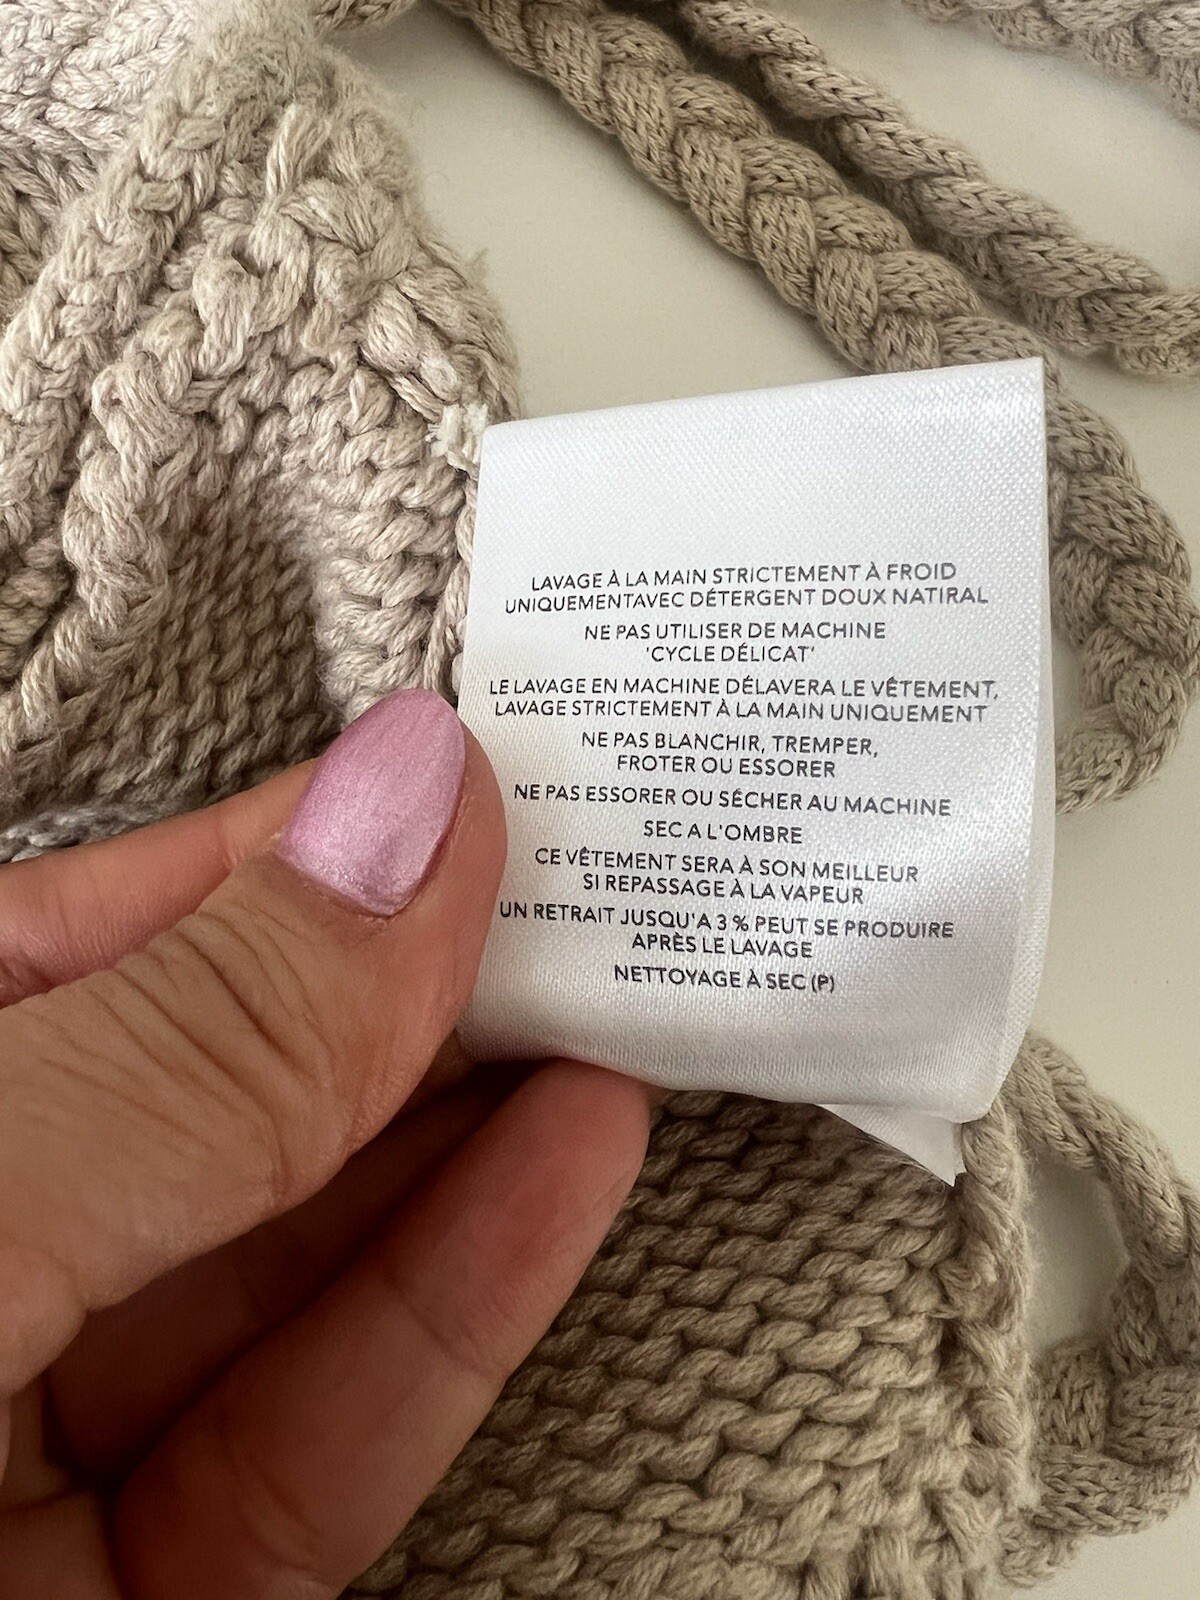 LAVAGE À LA MAIN STRICTEMENT À FROID
UNIQUEMENTAVEC DÉTERGENT DOUX NATIRAL
NE PAS UTILISER DE MACHINE
'CYCLE DÉLICAT'
LE LAVAGE EN MACHINE DÉLAVERA LE VÊTEMENT,
LAVAGE STRICTEMENT À LA MAIN UNIQUEMENT
NE PAS BLANCHIR, TREMPER,
FROTER OU ESSORER
NE PAS ESSORER OU SÉCHER AU MACHINE
SEC A L'OMBRE
CE VÊTEMENT SERA À SON MEILLEUR
SI REPASSAGE À LA VAPEUR
UN RETRAIT JUSQU'A 3 % PEUT SE PRODUIRE
APRÈS LE LAVAGE
NETTOYAGE À SEC (P)